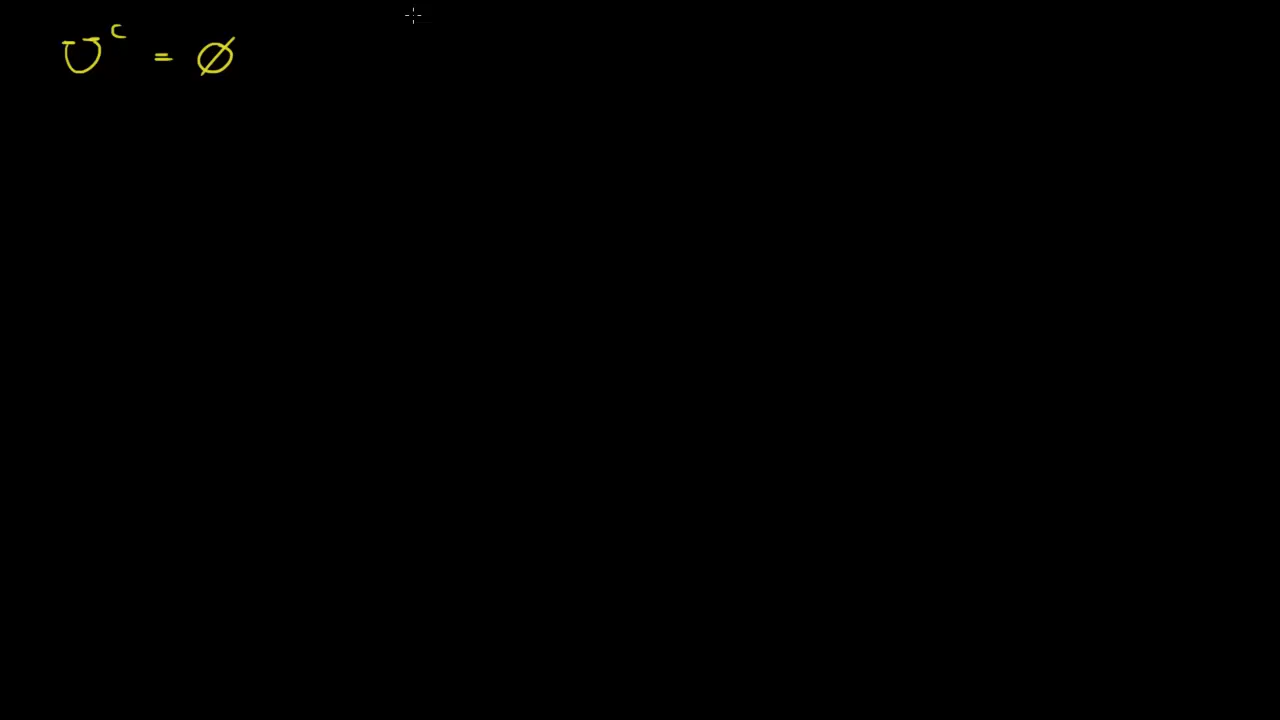 U^c = ∅